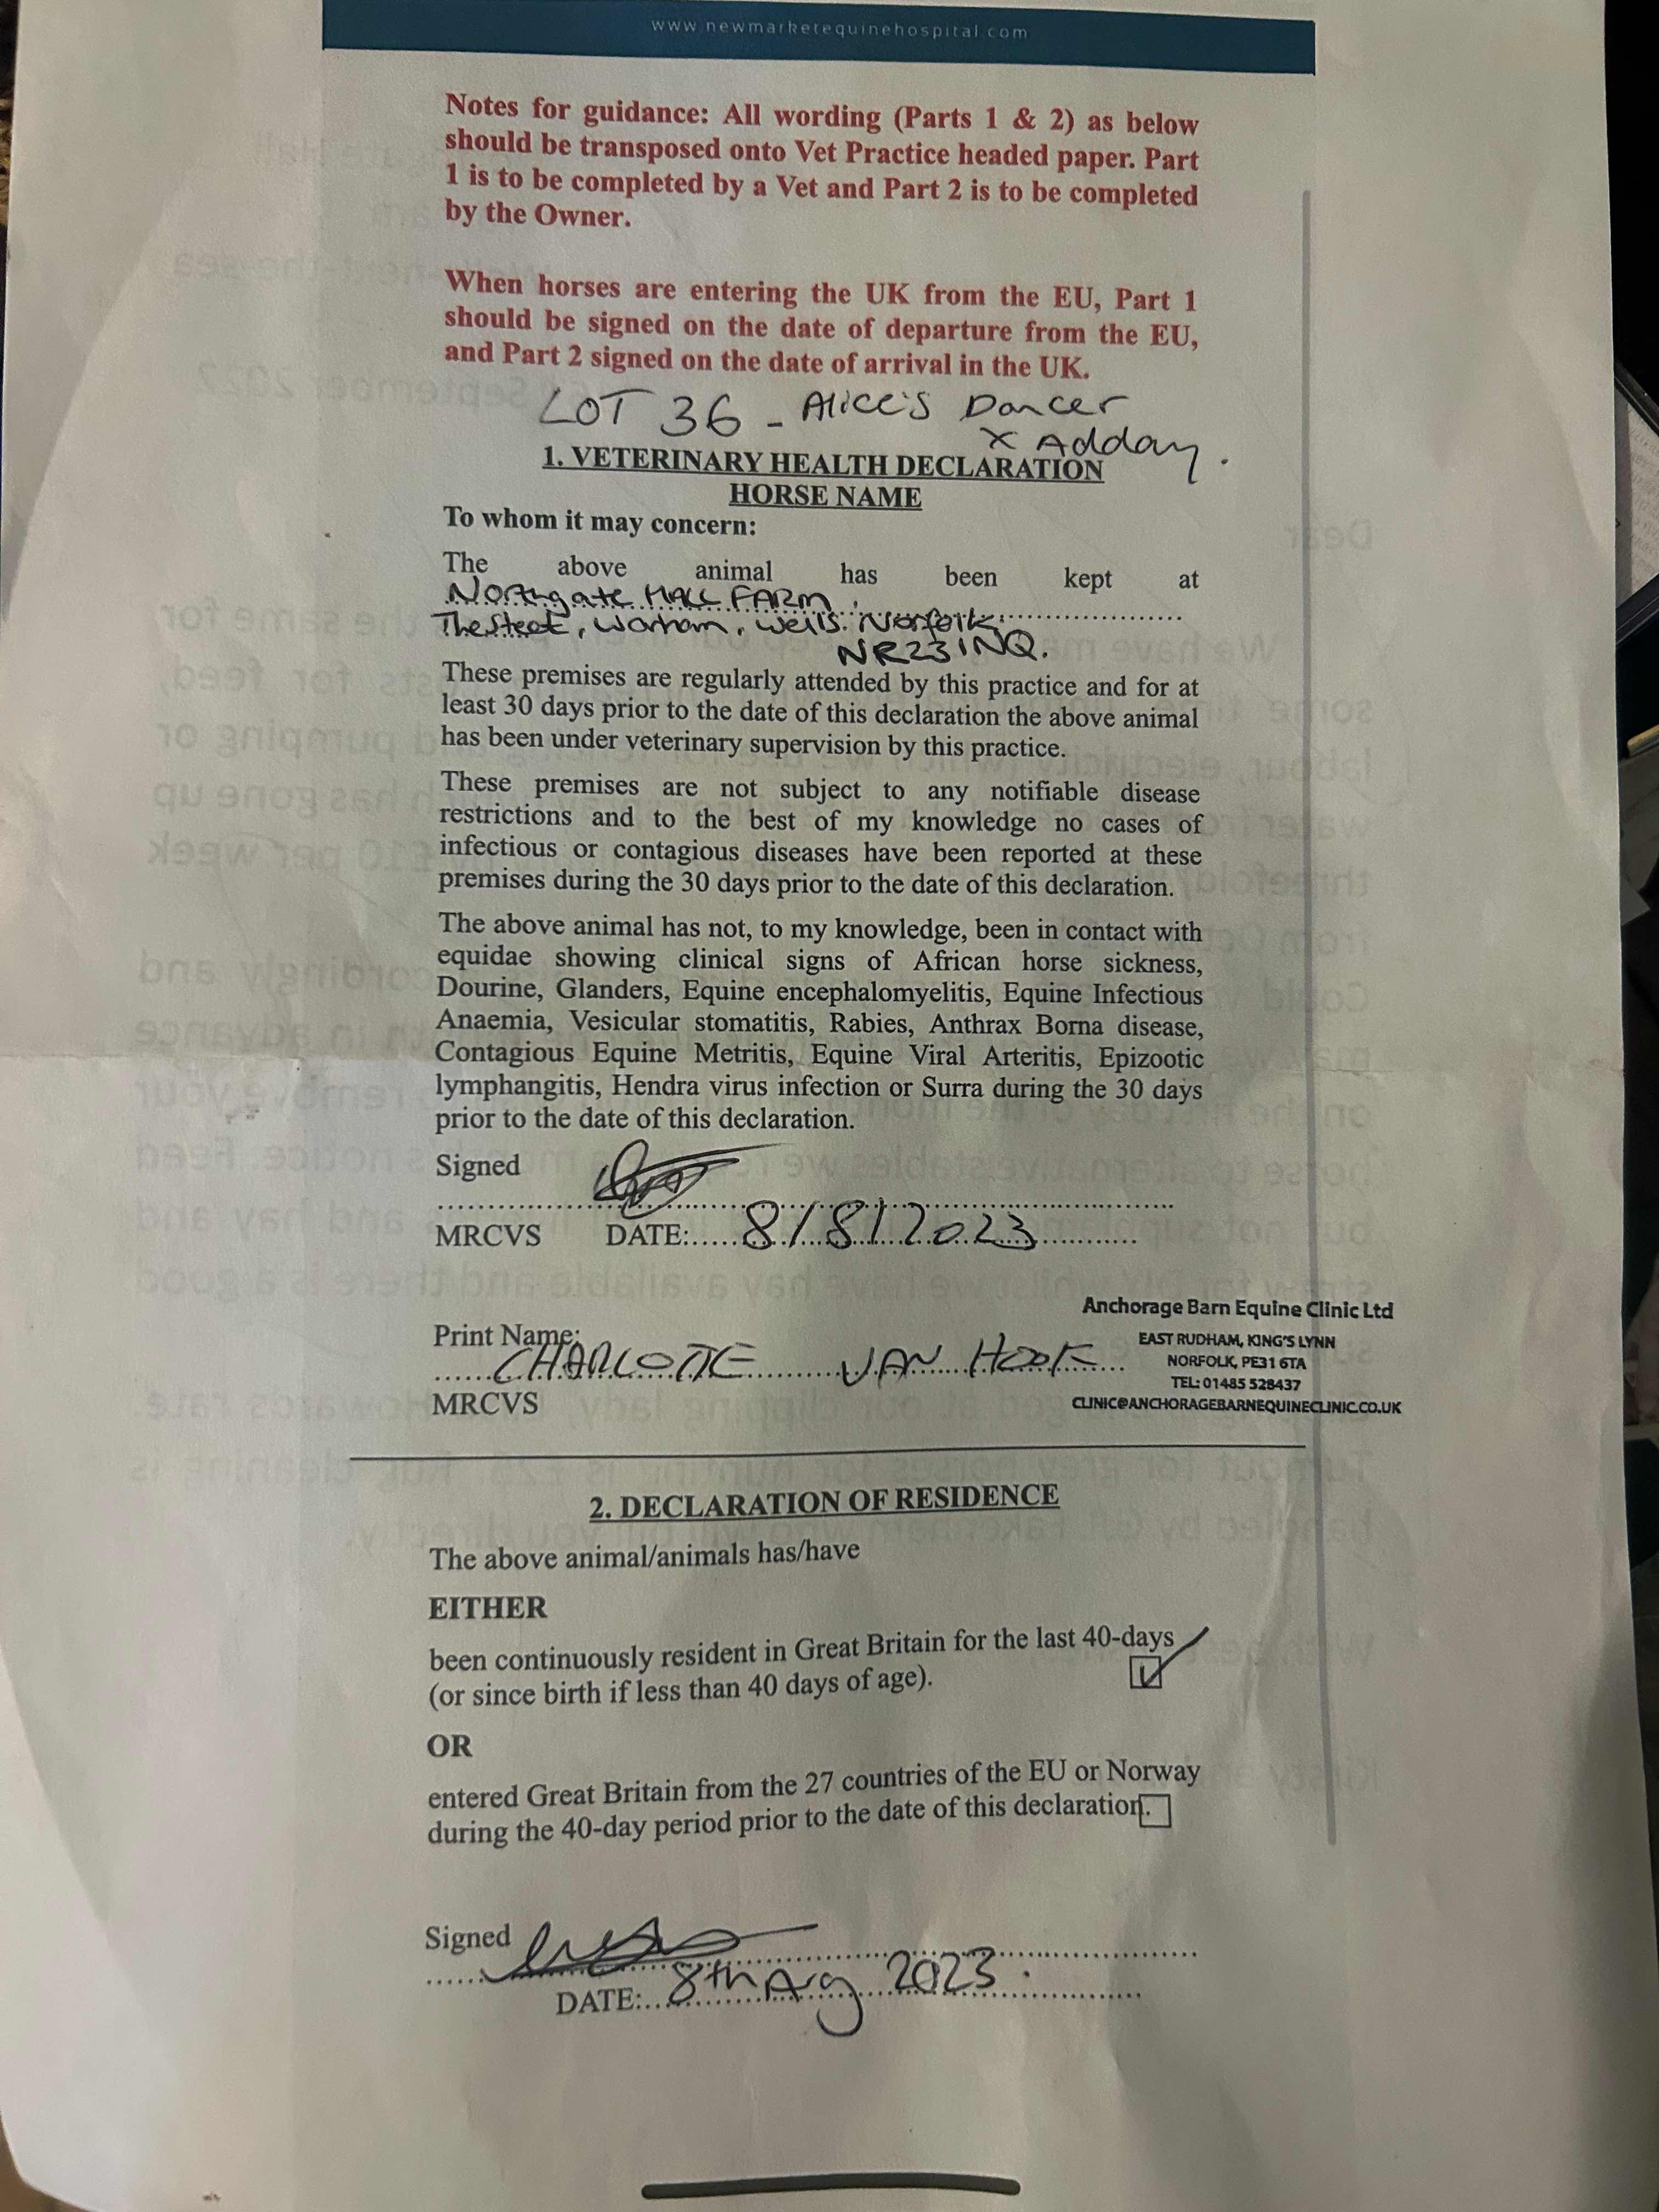 www.newmarketequinehospital.com
Notes for guidance: All wording (Parts 1 & 2) as below
should be transposed onto Vet Practice headed paper. Part
1 is to be completed by a Vet and Part 2 is to be completed
by the Owner.
When horses are entering the UK from the EU, Part 1
should be signed on the date of departure from the EU,
and Part 2 signed on the date of arrival in the UK.
LOT 36 - Alice's Dancer
x Adday.
1. VETERINARY HEALTH DECLARATION
HORSE NAME
To whom it may concern:
The above animal has been kept at
Northgate HALL FARM,
The Street, Warham, Wells. Norfolk.
NR23 1NQ.
These premises are regularly attended by this practice and for at
least 30 days prior to the date of this declaration the above animal
has been under veterinary supervision by this practice.
These premises are not subject to any notifiable disease
restrictions and to the best of my knowledge no cases of
infectious or contagious diseases have been reported at these
premises during the 30 days prior to the date of this declaration.
The above animal has not, to my knowledge, been in contact with
equidae showing clinical signs of African horse sickness,
Dourine, Glanders, Equine encephalomyelitis, Equine Infectious
Anaemia, Vesicular stomatitis, Rabies, Anthrax Borna disease,
Contagious Equine Metritis, Equine Viral Arteritis, Epizootic
lymphangitis, Hendra virus infection or Surra during the 30 days
prior to the date of this declaration.
Signed
MRCVS DATE: 8/8/2023
Anchorage Barn Equine Clinic Ltd
EAST RUDHAM, KING'S LYNN
NORFOLK, PE31 6TA
TEL: 01485 528437
CLINIC@ANCHORAGEBARNEQUINECLINIC.CO.UK
Print Name:
CHARLOTTE VAN HOOK
MRCVS
2. DECLARATION OF RESIDENCE
The above animal/animals has/have
EITHER
been continuously resident in Great Britain for the last 40-days
(or since birth if less than 40 days of age).
OR
entered Great Britain from the 27 countries of the EU or Norway
during the 40-day period prior to the date of this declaration.
Signed
DATE: 8th Aug 2023.